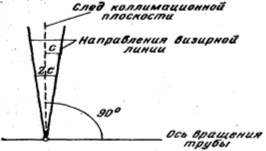 След коллимационной
плоскости
Направления визирной
линии
c
2c
90°
Ось вращения
трубы